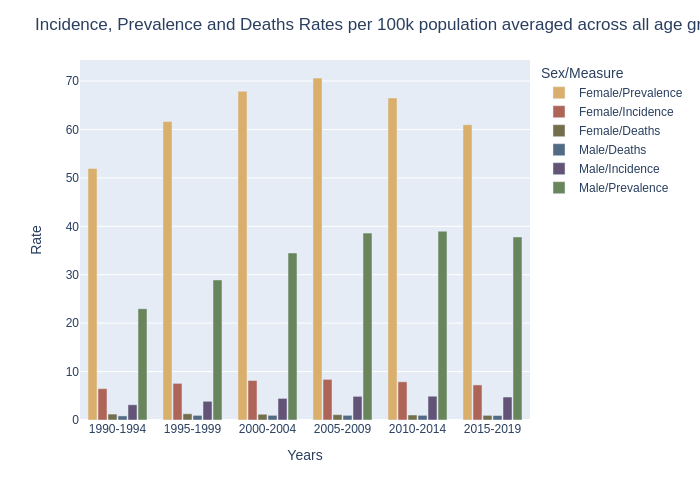 Incidence, Prevalence and Deaths Rates per 100k population averaged across all age
Sex/Measure
Female/Prevalence
Female/Incidence
Female/Deaths
Male/Deaths
Male/Incidence
Male/Prevalence
70
60
50
40
30
20
10
0
Rate
1990-1994 1995-1999 2000-2004 2005-2009 2010-2014 2015-2019
Years